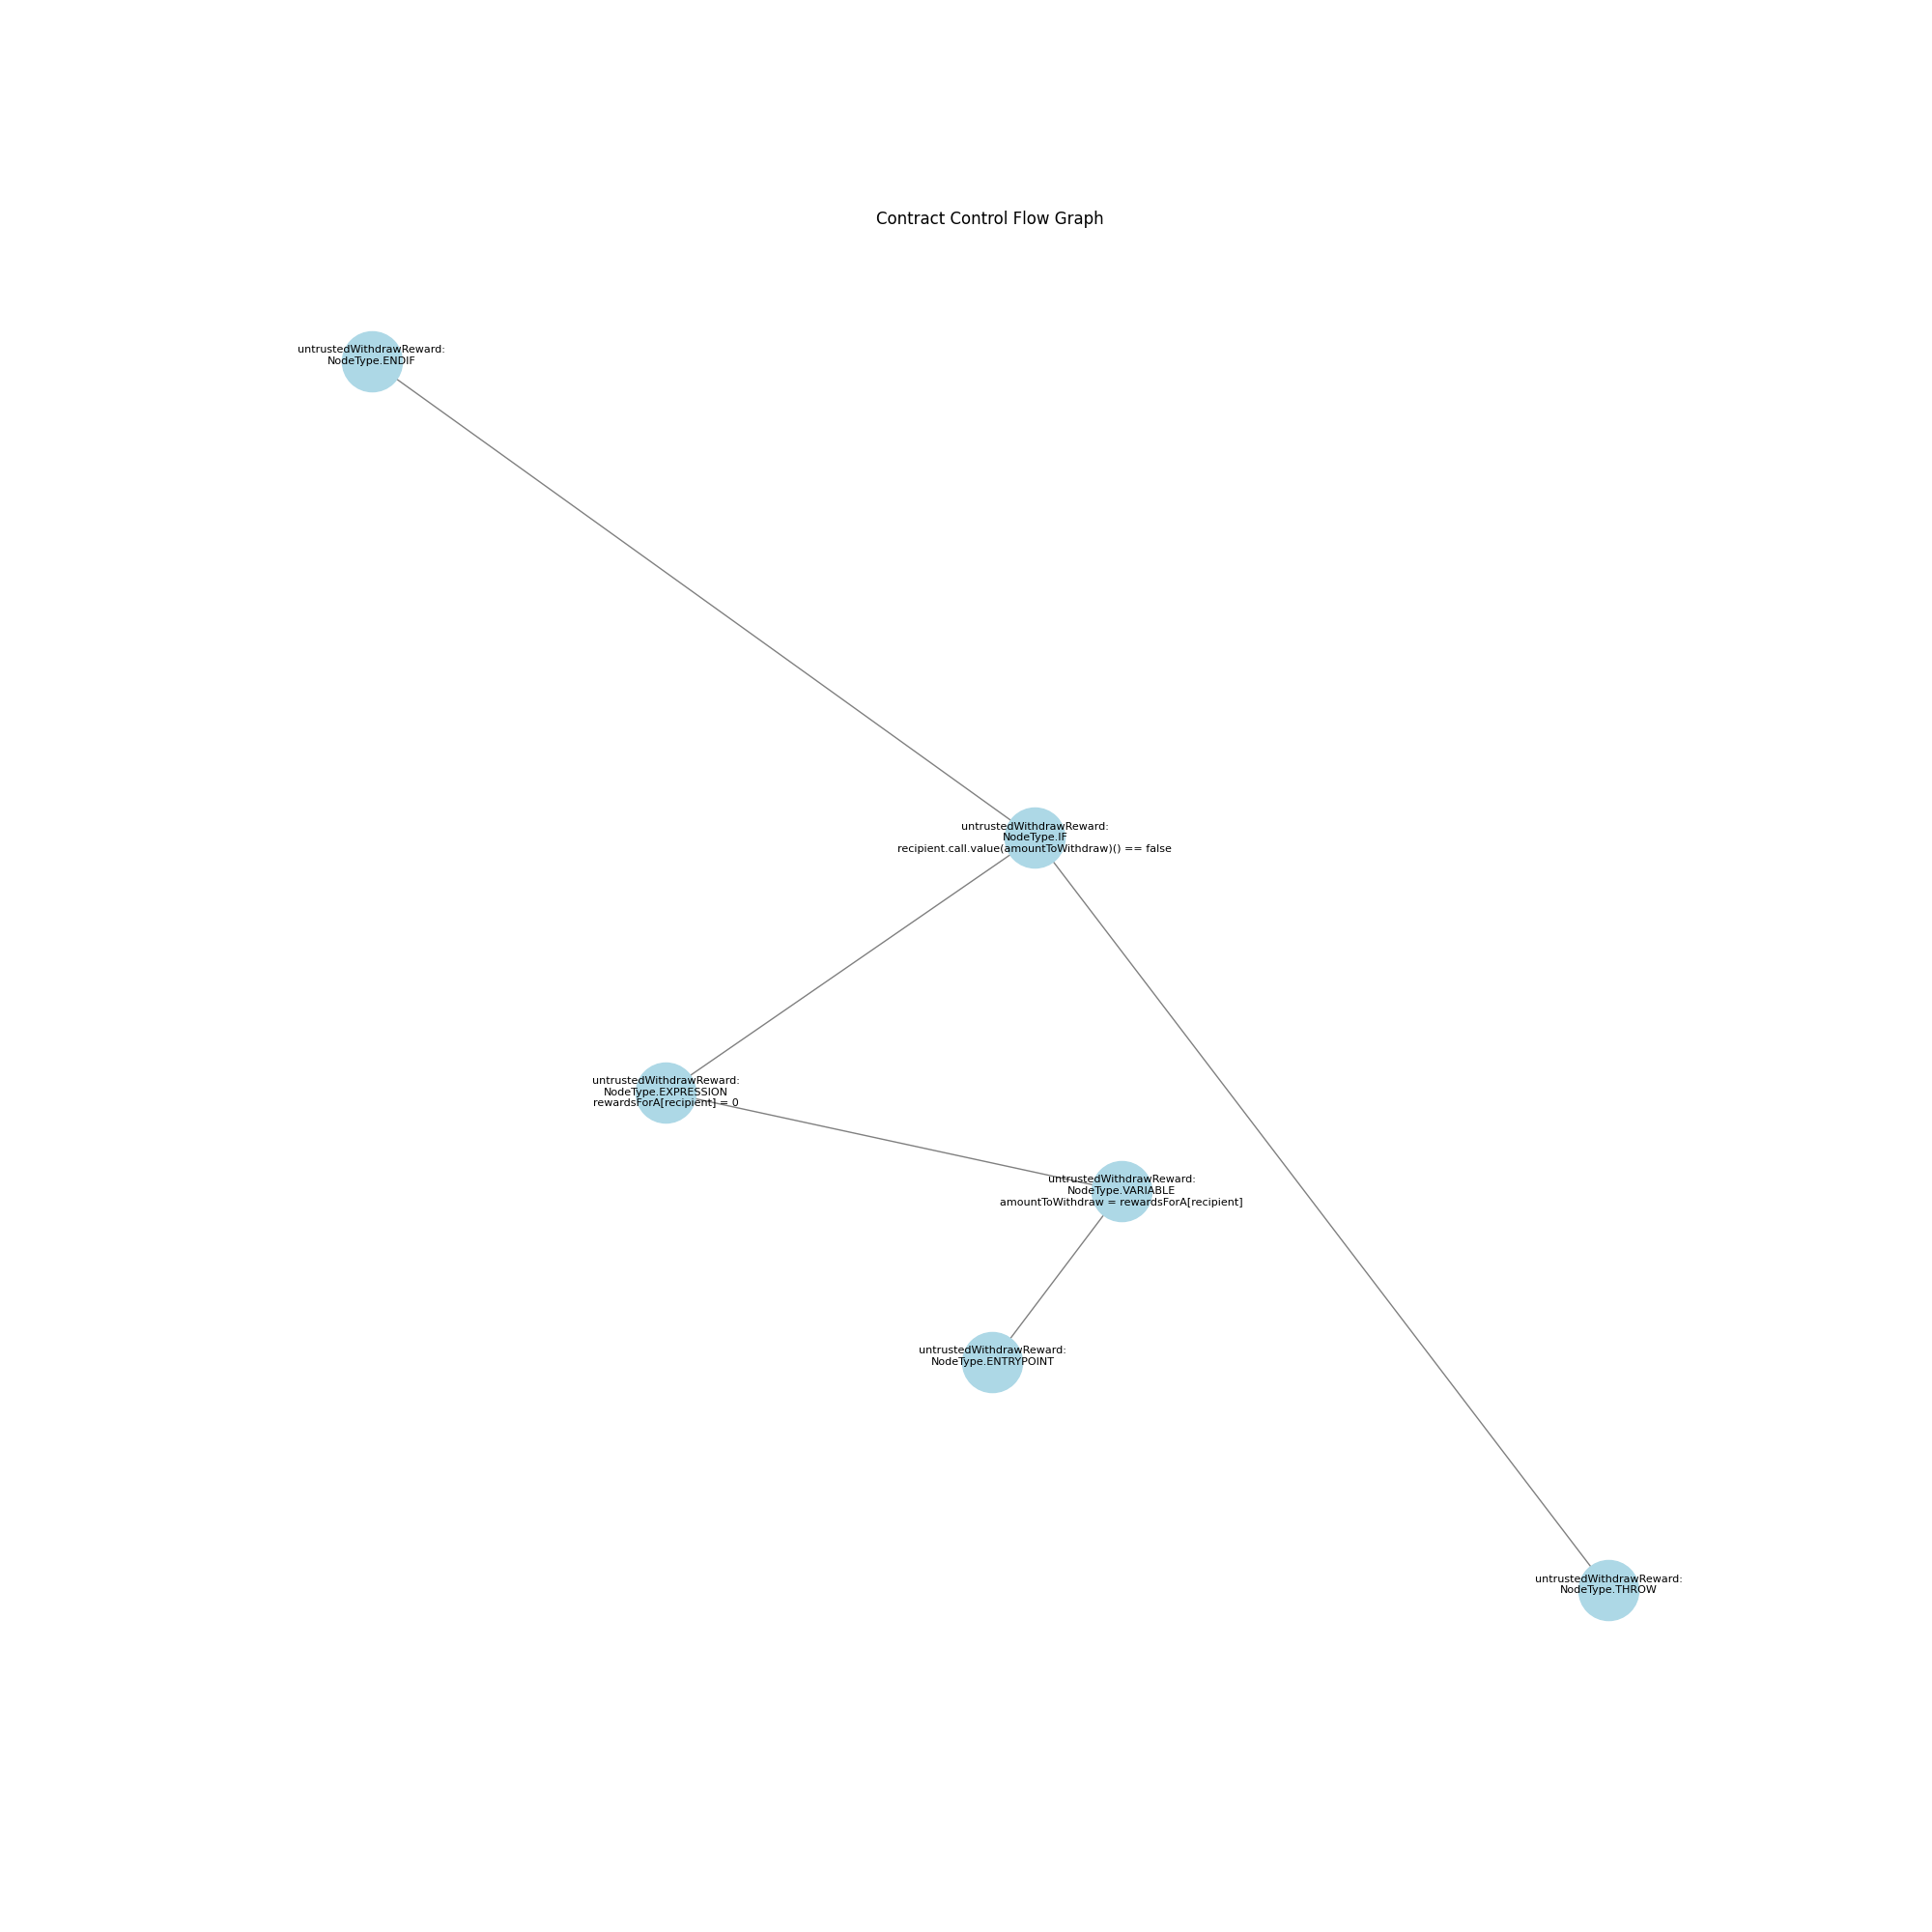 Contract Control Flow Graph
untrustedWithdrawReward:
NodeType.ENDIF
untrustedWithdrawReward:
NodeType.IF
recipient.call.value(amountToWithdraw)() == false
untrustedWithdrawReward:
NodeType.EXPRESSION
rewardsForA[recipient] = 0
untrustedWithdrawReward:
NodeType.VARIABLE
amountToWithdraw = rewardsForA[recipient]
untrustedWithdrawReward:
NodeType.ENTRYPOINT
untrustedWithdrawReward:
NodeType.THROW